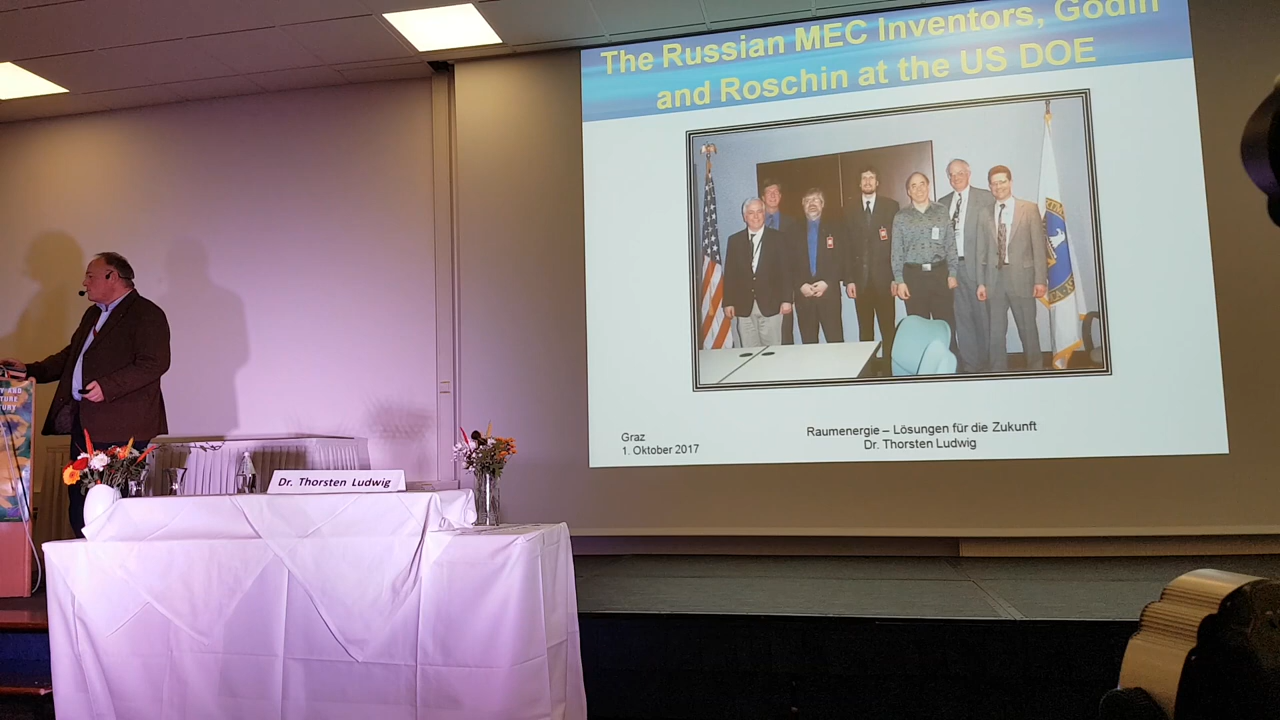 The Russian MEC Inventors, Godin
and Roschin at the US DOE
Graz
1. Oktober 2017
Raumenergie – Lösungen für die Zukunft
Dr. Thorsten Ludwig
Dr. Thorsten Ludwig